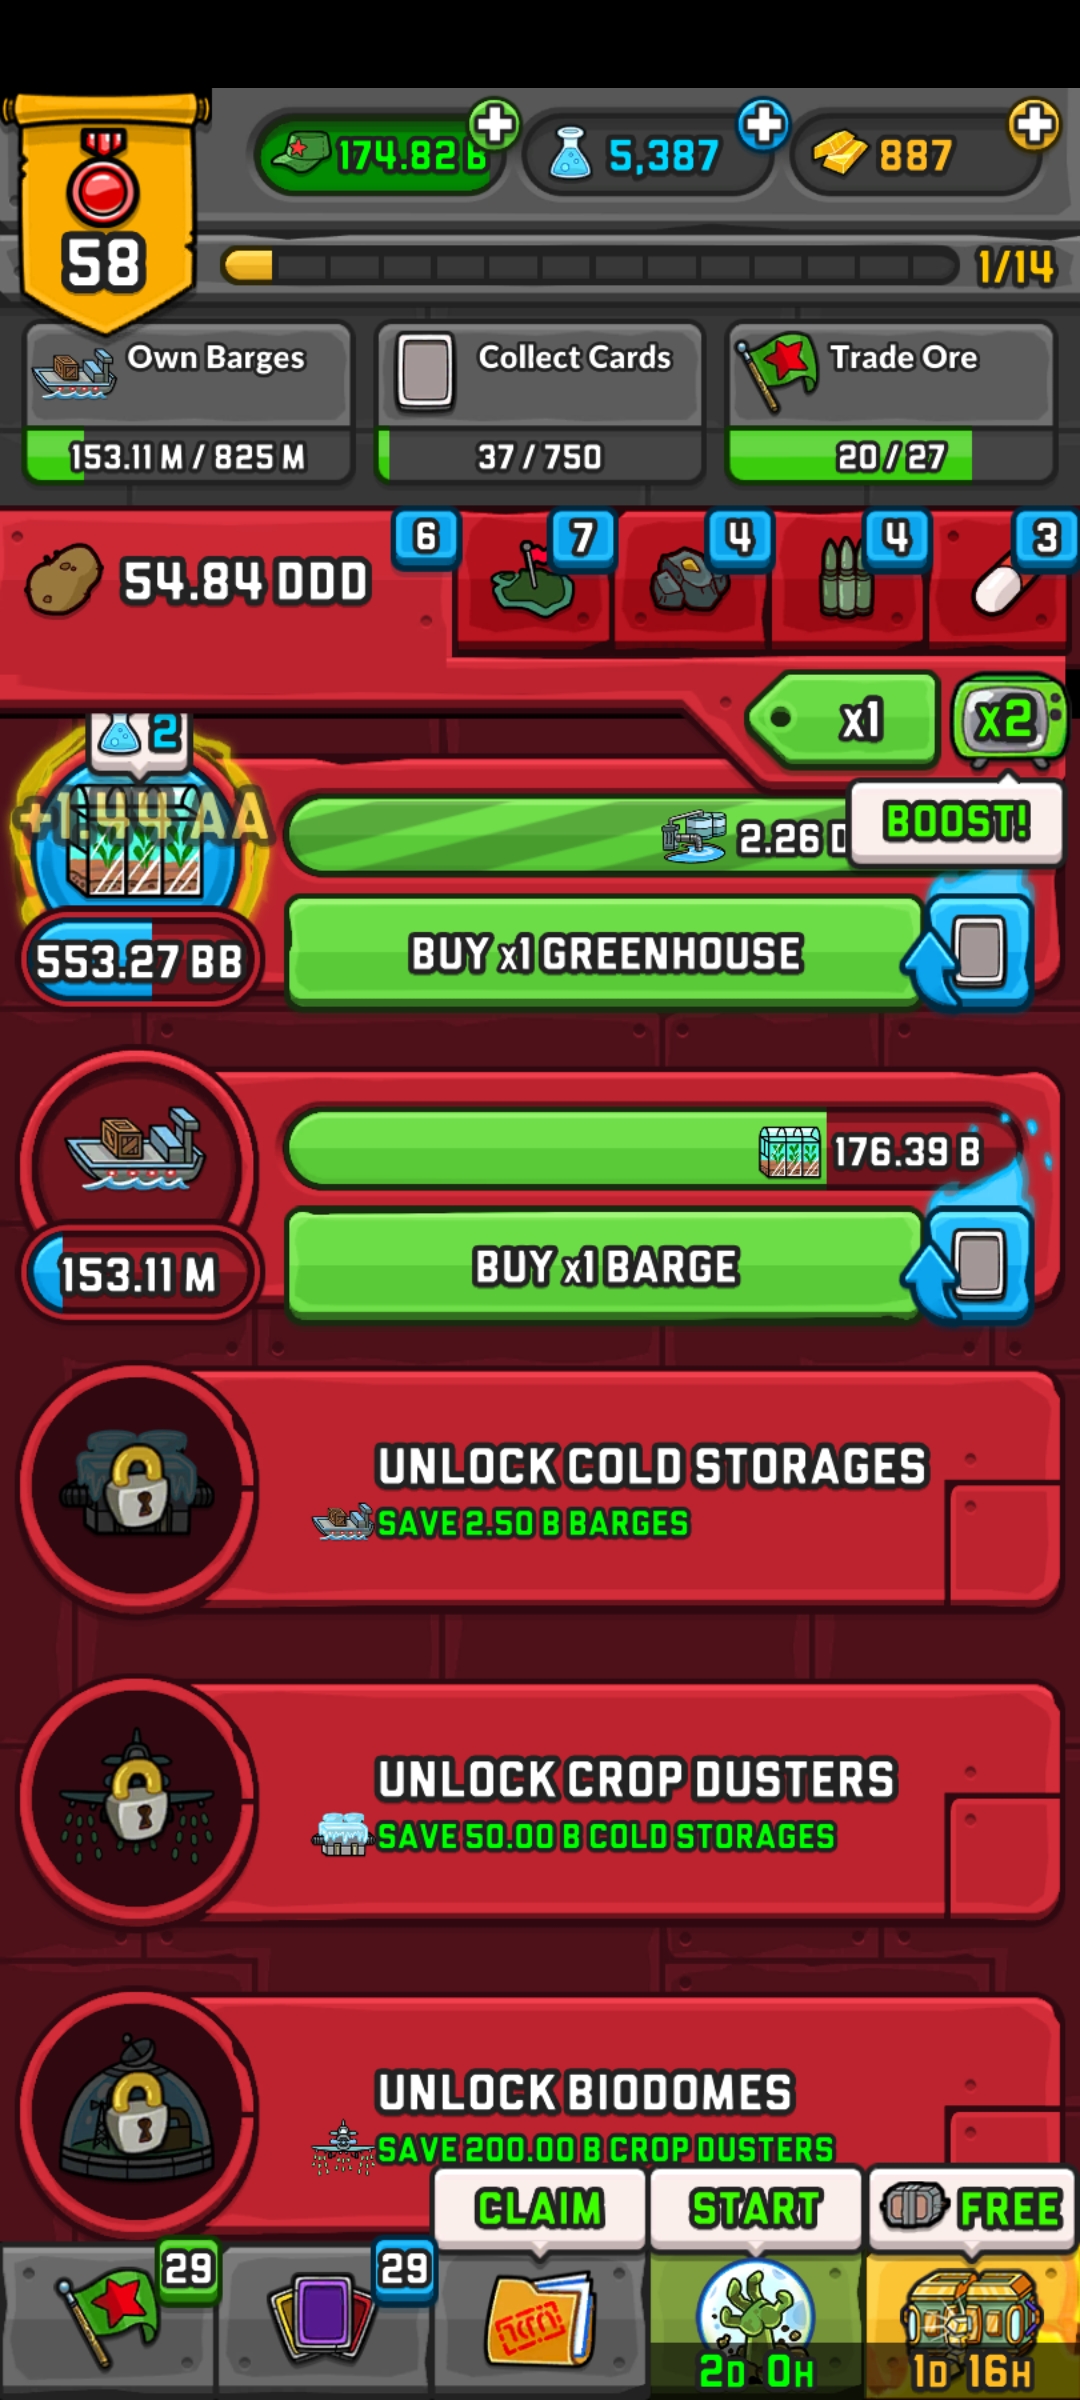 174.82 B
5,387
887
58
1/14
Own Barges
153.11 M / 825 M
Collect Cards
37 / 750
Trade Ore
20 / 27
54.84 DDD
6
7
4
4
3
x1
x2
BOOST!
2
+1.44 AA
2.26 D
553.27 BB
BUY x1 GREENHOUSE
176.39 B
153.11 M
BUY x1 BARGE
UNLOCK COLD STORAGES
SAVE 2.50 B BARGES
UNLOCK CROP DUSTERS
SAVE 50.00 B COLD STORAGES
UNLOCK BIODOMES
SAVE 200.00 B CROP DUSTERS
CLAIM
START
FREE
29
29
2D 0H
1D 16H